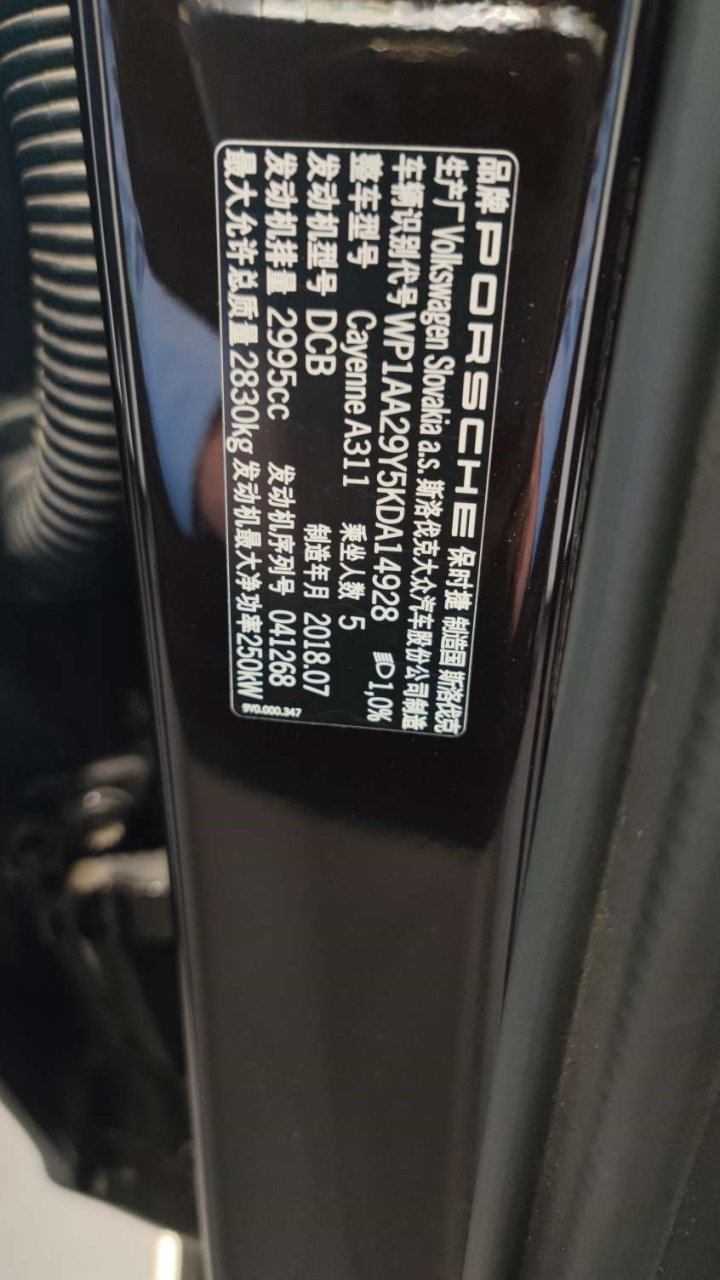 品牌 PORSCHE 保时捷 制造国 斯洛伐克
生产厂 Volkswagen Slovakia a.s. 斯洛伐克大众汽车股份公司制造
车辆识别代号 WP1AA29Y5KDA14928 1,0%
整车型号 Cayenne A311 乘坐人数 5
发动机型号 DCB 制造年月 2018.07
发动机排量 2995cc 发动机序列号 041268
最大允许总质量 2830kg 发动机最大净功率250KW
9Y0.000.347